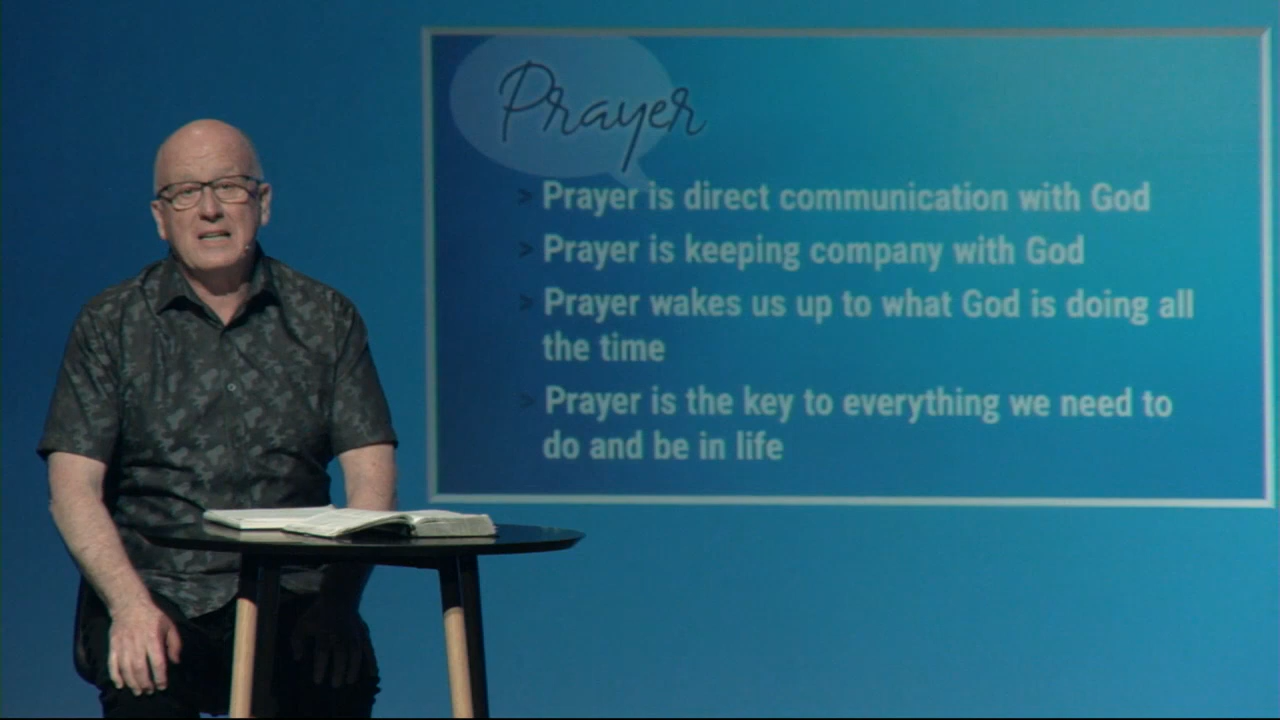 Prayer
> Prayer is direct communication with God
> Prayer is keeping company with God
> Prayer wakes us up to what God is doing all
the time
> Prayer is the key to everything we need to
do and be in life